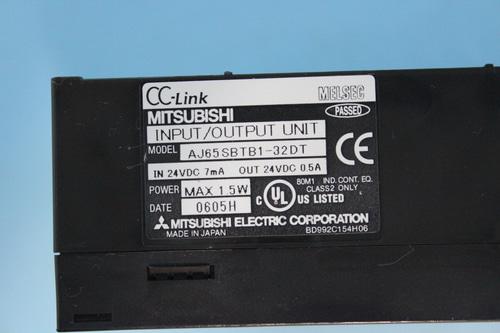 CC-Link MELSEC
MITSUBISHI PASSED
INPUT/OUTPUT UNIT
MODEL AJ65SBTB1-32DT
IN 24VDC 7mA OUT 24VDC 0.5A
POWER MAX 1.5W
DATE 0605H
80M1 IND. CONT. EQ.
CLASS2 ONLY
C UL US LISTED
CE
MITSUBISHI ELECTRIC CORPORATION
MADE IN JAPAN BD992C154H06